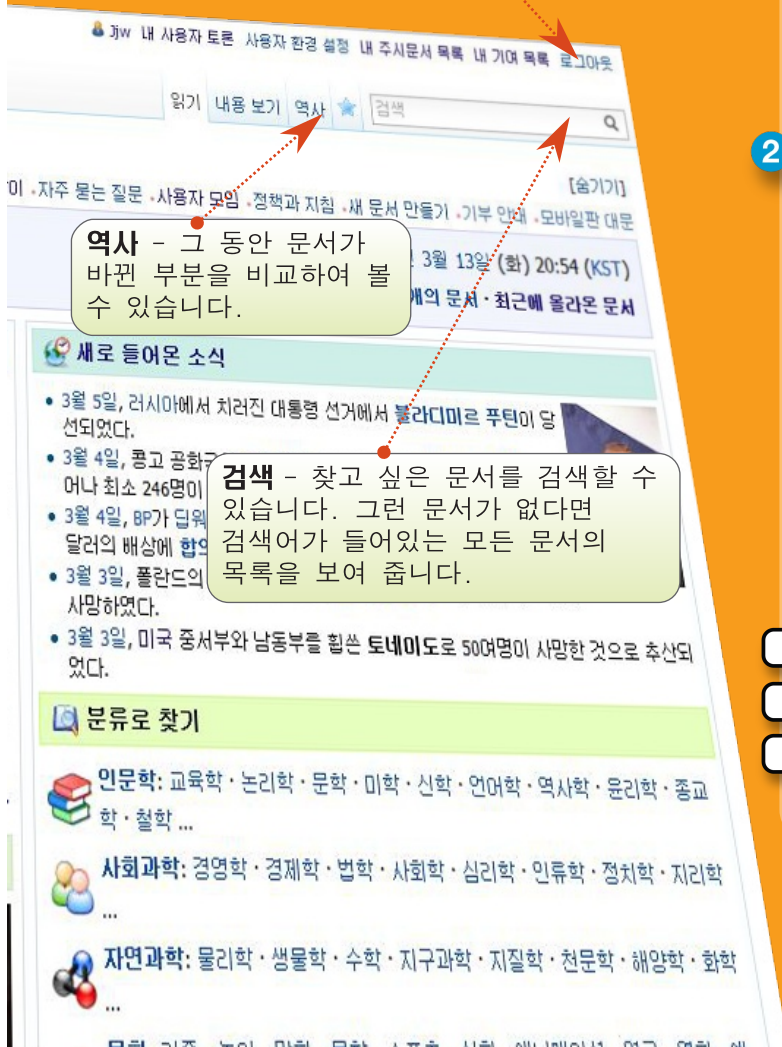 Jjw 내 사용자 토론 사용자 환경 설정 내 주시문서 목록 내 기여 목록 로그아웃
읽기 내용 보기 역사 검색
2
[숨기기]
자주 묻는 질문 · 사용자 모임 · 정책과 지침 · 새 문서 만들기 · 기부 안내 · 모바일판 대문
역사 - 그 동안 문서가
바뀐 부분을 비교하여 볼
수 있습니다.
3월 13일 (화) 20:54 (KST)
문서 · 최근에 올라온 문서
새로 들어온 소식
• 3월 5일, 러시아에서 치러진 대통령 선거에서 블라디미르 푸틴이 당
선되었다.
• 3월 4일, 콩고
최소 246명이
• 3월 4일, BP가
달러의 배상에
• 3월 3일, 폴란드의
사망하였다.
검색 - 찾고 싶은 문서를 검색할 수
있습니다. 그런 문서가 없다면
검색어가 들어있는 모든 문서의
목록을 보여 줍니다.
• 3월 3일, 미국 중서부와 남동부를 휩쓴 토네이도로 50여명이 사망한 것으로 추산되
었다.
분류로 찾기
인문학: 교육학 · 논리학 · 문학 · 미학 · 신학 · 언어학 · 역사학 · 윤리학 · 종교
학 · 철학 ...
사회과학: 경영학 · 경제학 · 법학 · 사회학 · 심리학 · 인류학 · 정치학 · 지리학
...
자연과학: 물리학 · 생물학 · 수학 · 지구과학 · 지질학 · 천문학 · 해양학 · 화학
...